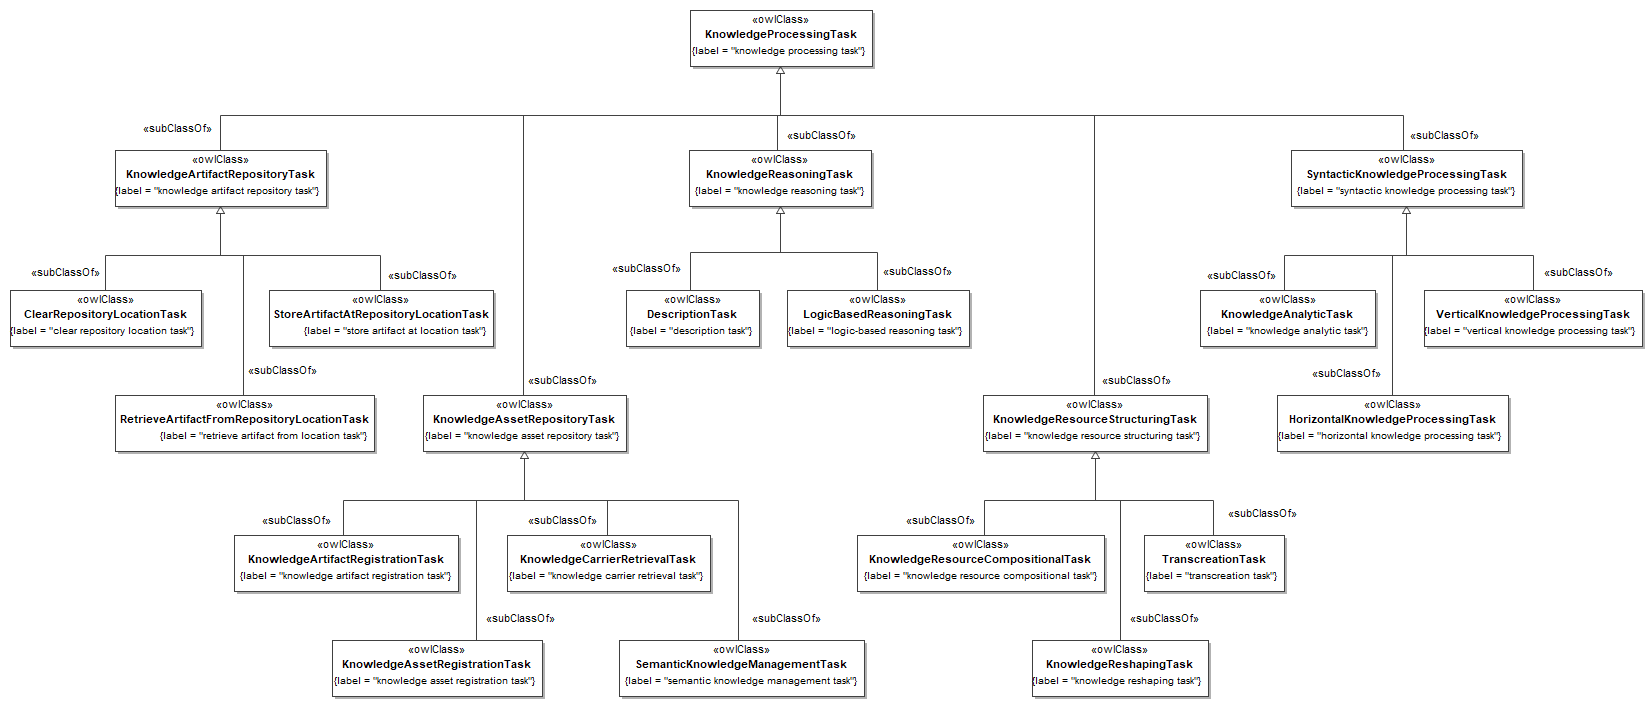 «owlClass»
KnowledgeProcessingTask
{label = "knowledge processing task"}
«subClassOf»
«subClassOf»
«subClassOf»
«owlClass»
KnowledgeArtifactRepositoryTask
{label = "knowledge artifact repository task"}
«owlClass»
KnowledgeReasoningTask
{label = "knowledge reasoning task"}
«owlClass»
SyntacticKnowledgeProcessingTask
{label = "syntactic knowledge processing task"}
«subClassOf»
«subClassOf»
«subClassOf»
«subClassOf»
«subClassOf»
«subClassOf»
«owlClass»
ClearRepositoryLocationTask
{label = "clear repository location task"}
«owlClass»
StoreArtifactAtRepositoryLocationTask
{label = "store artifact at location task"}
«owlClass»
DescriptionTask
{label = "description task"}
«owlClass»
LogicBasedReasoningTask
{label = "logic-based reasoning task"}
«owlClass»
KnowledgeAnalyticTask
{label = "knowledge analytic task"}
«owlClass»
VerticalKnowledgeProcessingTask
{label = "vertical knowledge processing task"}
«subClassOf»
«subClassOf»
«subClassOf»
«subClassOf»
«owlClass»
RetrieveArtifactFromRepositoryLocationTask
{label = "retrieve artifact from location task"}
«owlClass»
KnowledgeAssetRepositoryTask
{label = "knowledge asset repository task"}
«owlClass»
KnowledgeResourceStructuringTask
{label = "knowledge resource structuring task"}
«owlClass»
HorizontalKnowledgeProcessingTask
{label = "horizontal knowledge processing task"}
«subClassOf»
«subClassOf»
«subClassOf»
«subClassOf»
«owlClass»
KnowledgeArtifactRegistrationTask
{label = "knowledge artifact registration task"}
«owlClass»
KnowledgeCarrierRetrievalTask
{label = "knowledge carrier retrieval task"}
«owlClass»
KnowledgeResourceCompositionalTask
{label = "knowledge resource compositional task"}
«owlClass»
TranscreationTask
{label = "transcreation task"}
«subClassOf»
«subClassOf»
«subClassOf»
«owlClass»
KnowledgeAssetRegistrationTask
{label = "knowledge asset registration task"}
«owlClass»
SemanticKnowledgeManagementTask
{label = "semantic knowledge management task"}
«owlClass»
KnowledgeReshapingTask
{label = "knowledge reshaping task"}